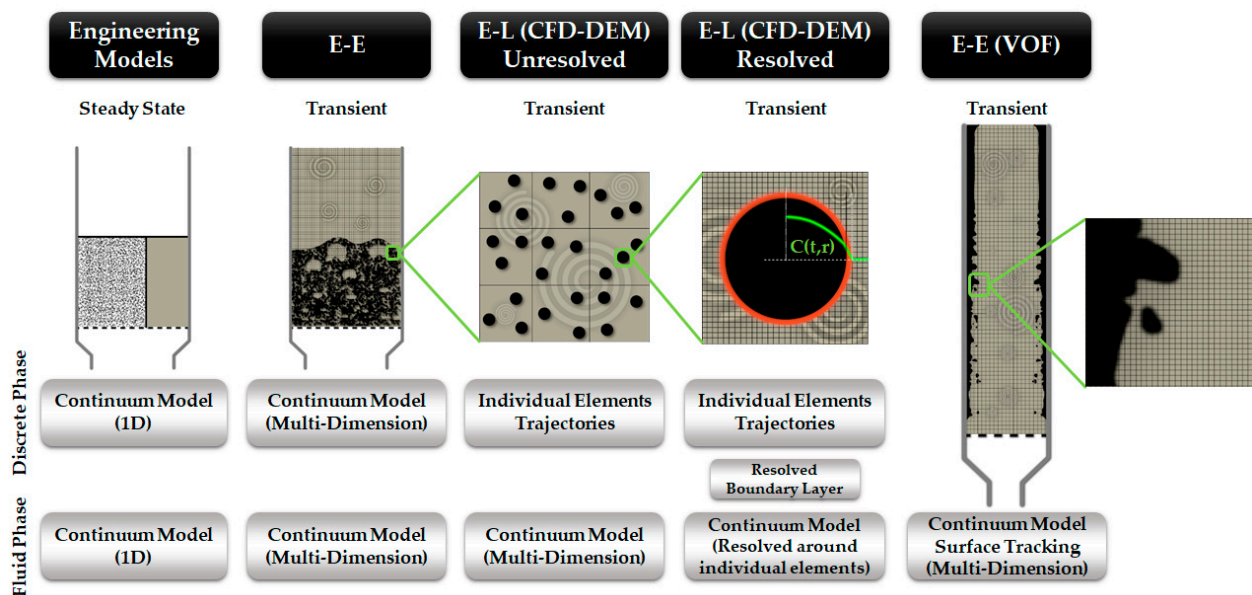 Engineering
Models
E-E
E-L (CFD-DEM)
Unresolved
E-L (CFD-DEM)
Resolved
E-E (VOF)
Steady State
Transient
Transient
Transient
Transient
C(t,r)
Discrete Phase
Continuum Model
(1D)
Continuum Model
(Multi-Dimension)
Individual Elements
Trajectories
Individual Elements
Trajectories
Resolved
Boundary Layer
Fluid Phase
Continuum Model
(1D)
Continuum Model
(Multi-Dimension)
Continuum Model
(Multi-Dimension)
Continuum Model
(Resolved around
individual elements)
Continuum Model
Surface Tracking
(Multi-Dimension)